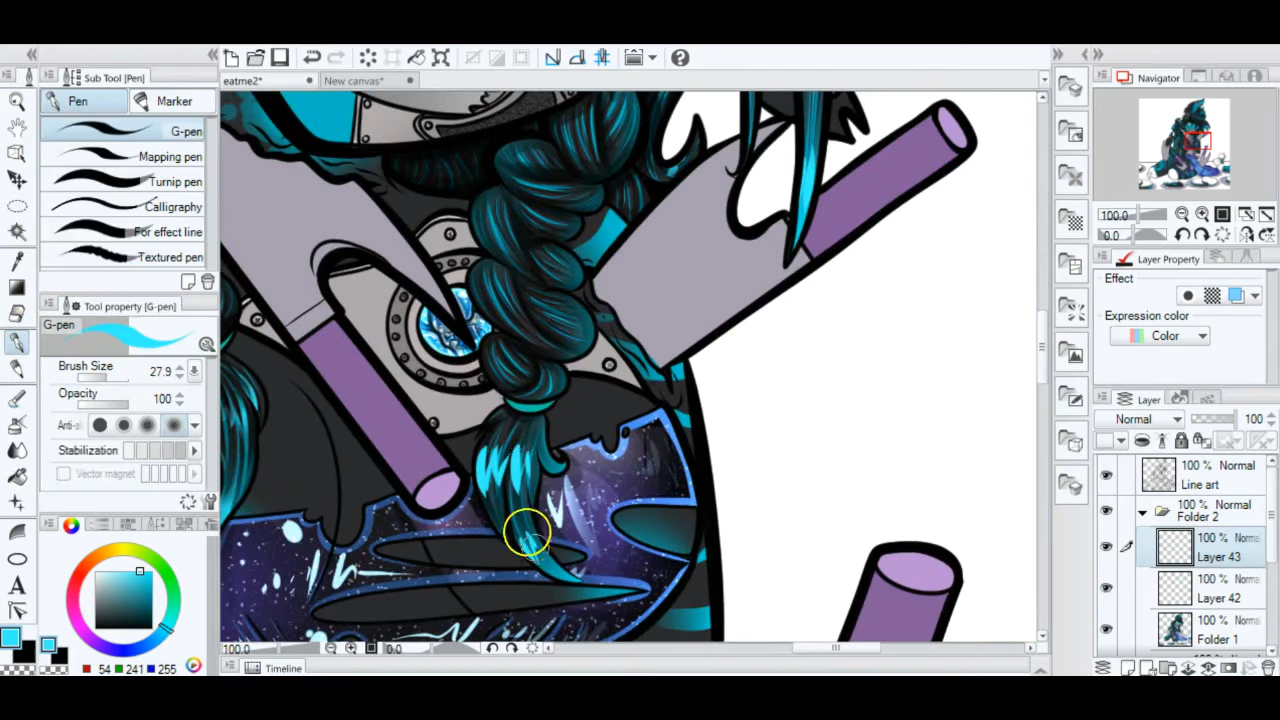 Sub Tool [Pen]
eatme2*
New canvas*
Navigator
Pen
Marker
G-pen
Mapping pen
Turnip pen
Calligraphy
For effect line
Textured pen
100.0
0.0
Layer Property
Effect
Expression color
Color
Tool property [G-pen]
G-pen
Brush Size
27.9
Opacity
100
Anti-a
Stabilization
Vector magnet
Layer
Normal
100
100 % Normal
Line art
100 % Normal
Folder 2
100 % Norma
Layer 43
100 % Norma
Layer 42
100 % Norma
Folder 1
54
241
255
100.0
0.0
Timeline